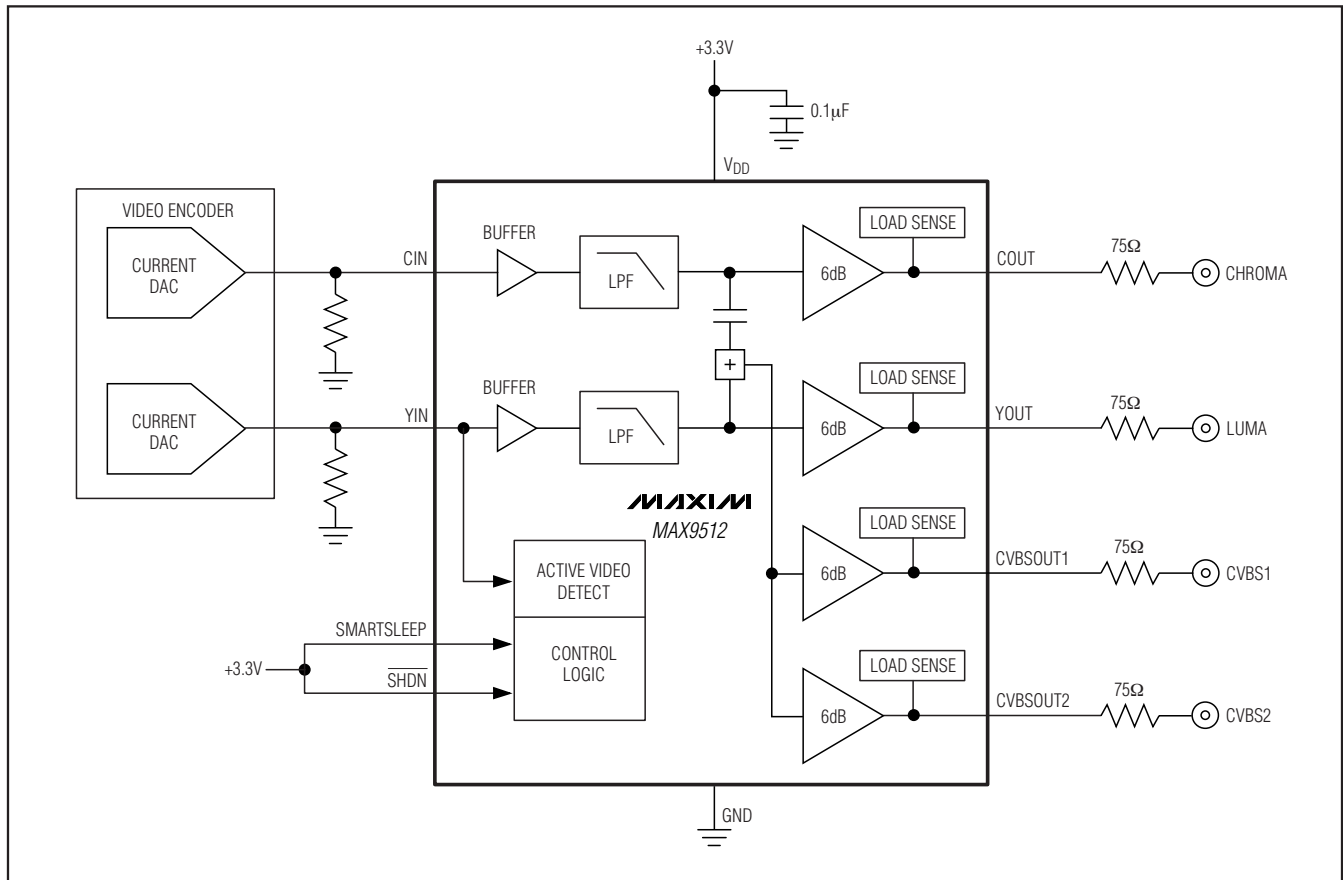 +3.3V
0.1μF
VDD
VIDEO ENCODER
CURRENT
DAC
CIN
BUFFER
LPF
6dB
LOAD SENSE
COUT
75Ω
CHROMA
+
CURRENT
DAC
YIN
BUFFER
LPF
6dB
LOAD SENSE
YOUT
75Ω
LUMA
MAXIM
MAX9512
ACTIVE VIDEO
DETECT
CONTROL
LOGIC
SMARTSLEEP
+3.3V
SHDN
6dB
LOAD SENSE
CVBSOUT1
75Ω
CVBS1
6dB
LOAD SENSE
CVBSOUT2
75Ω
CVBS2
GND